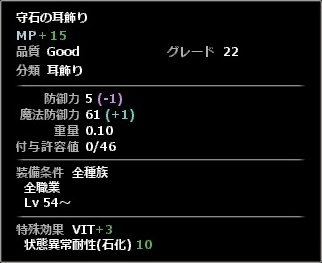 守石の耳飾り
MP+15
品質 Good グレード 22
分類 耳飾り
防御力 5 (-1)
魔法防御力 61 (+1)
重量 0.10
付与許容値 0/46
装備条件 全種族
全職業
Lv 54～
特殊効果 VIT+3
状態異常耐性(石化) 10